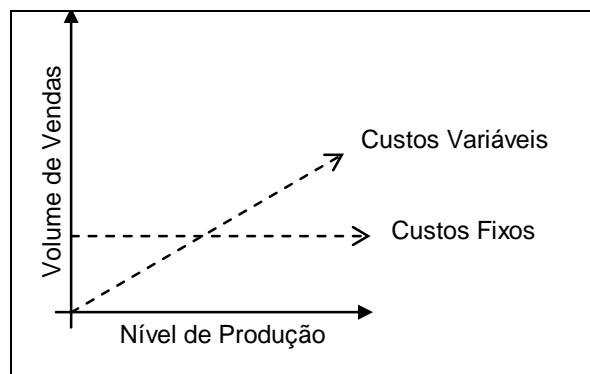 Volume de Vendas
Custos Variáveis
Custos Fixos
Nível de Produção